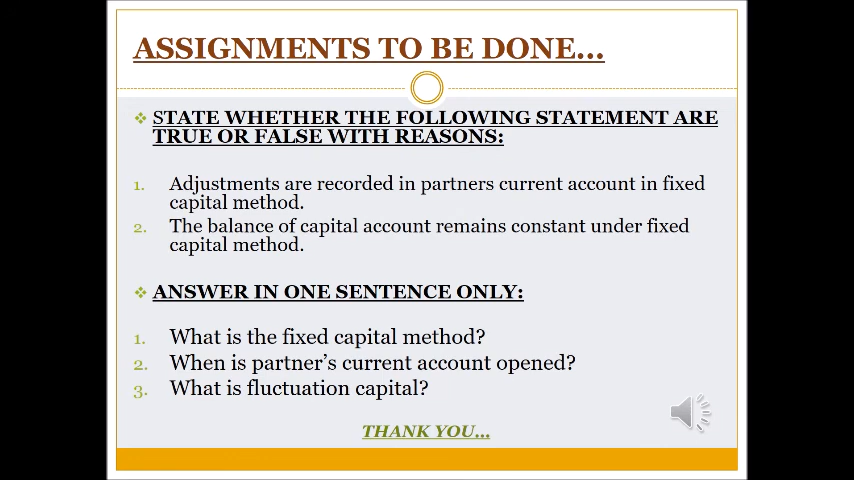 ASSIGNMENTS TO BE DONE...
❖ STATE WHETHER THE FOLLOWING STATEMENT ARE
TRUE OR FALSE WITH REASONS:
1. Adjustments are recorded in partners current account in fixed
capital method.
2. The balance of capital account remains constant under fixed
capital method.
❖ ANSWER IN ONE SENTENCE ONLY:
1. What is the fixed capital method?
2. When is partner’s current account opened?
3. What is fluctuation capital?
THANK YOU...